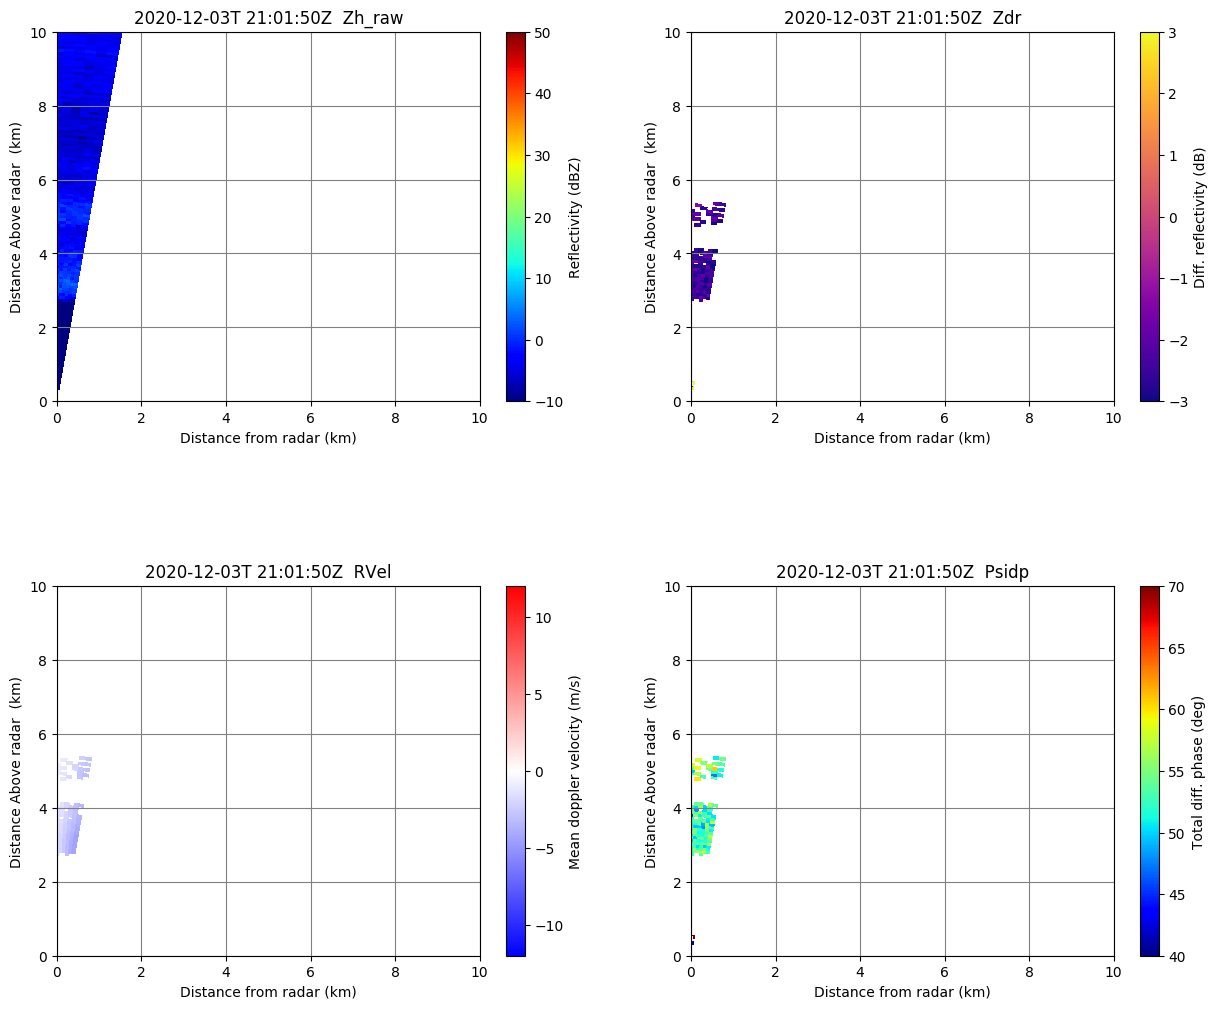 2020-12-03T 21:01:50Z  Zh_raw
10
8
6
4
2
0
0 2 4 6 8 10
Distance Above radar  (km)
Distance from radar (km)
50
40
30
20
10
0
−10
Reflectivity (dBZ)
2020-12-03T 21:01:50Z  Zdr
10
8
6
4
2
0
0 2 4 6 8 10
Distance Above radar  (km)
Distance from radar (km)
3
2
1
0
−1
−2
−3
Diff. reflectivity (dB)
2020-12-03T 21:01:50Z  RVel
10
8
6
4
2
0
0 2 4 6 8 10
Distance Above radar  (km)
Distance from radar (km)
10
5
0
−5
−10
Mean doppler velocity (m/s)
2020-12-03T 21:01:50Z  Psidp
10
8
6
4
2
0
0 2 4 6 8 10
Distance Above radar  (km)
Distance from radar (km)
70
65
60
55
50
45
40
Total diff. phase (deg)